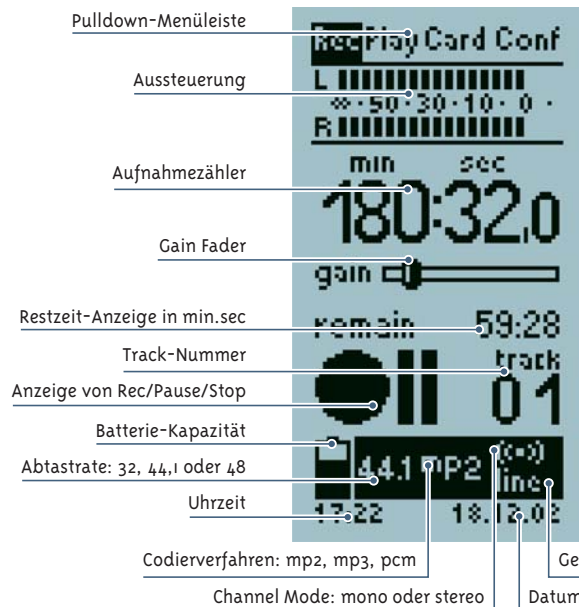 Pulldown-Menüleiste
Rec Play Card Conf
Aussteuerung
L
∞ · 50 · 30 · 10 · 0 ·
R
min sec
Aufnahmezähler
180:32.0
Gain Fader
gain
Restzeit-Anzeige in min.sec
remain 59:28
Track-Nummer
track
01
Anzeige von Rec/Pause/Stop
Batterie-Kapazität
Abtastrate: 32, 44,1 oder 48
44.1 MP2
line
Uhrzeit
17:22 18.12.02
Codierverfahren: mp2, mp3, pcm
Ge
Channel Mode: mono oder stereo
Datum